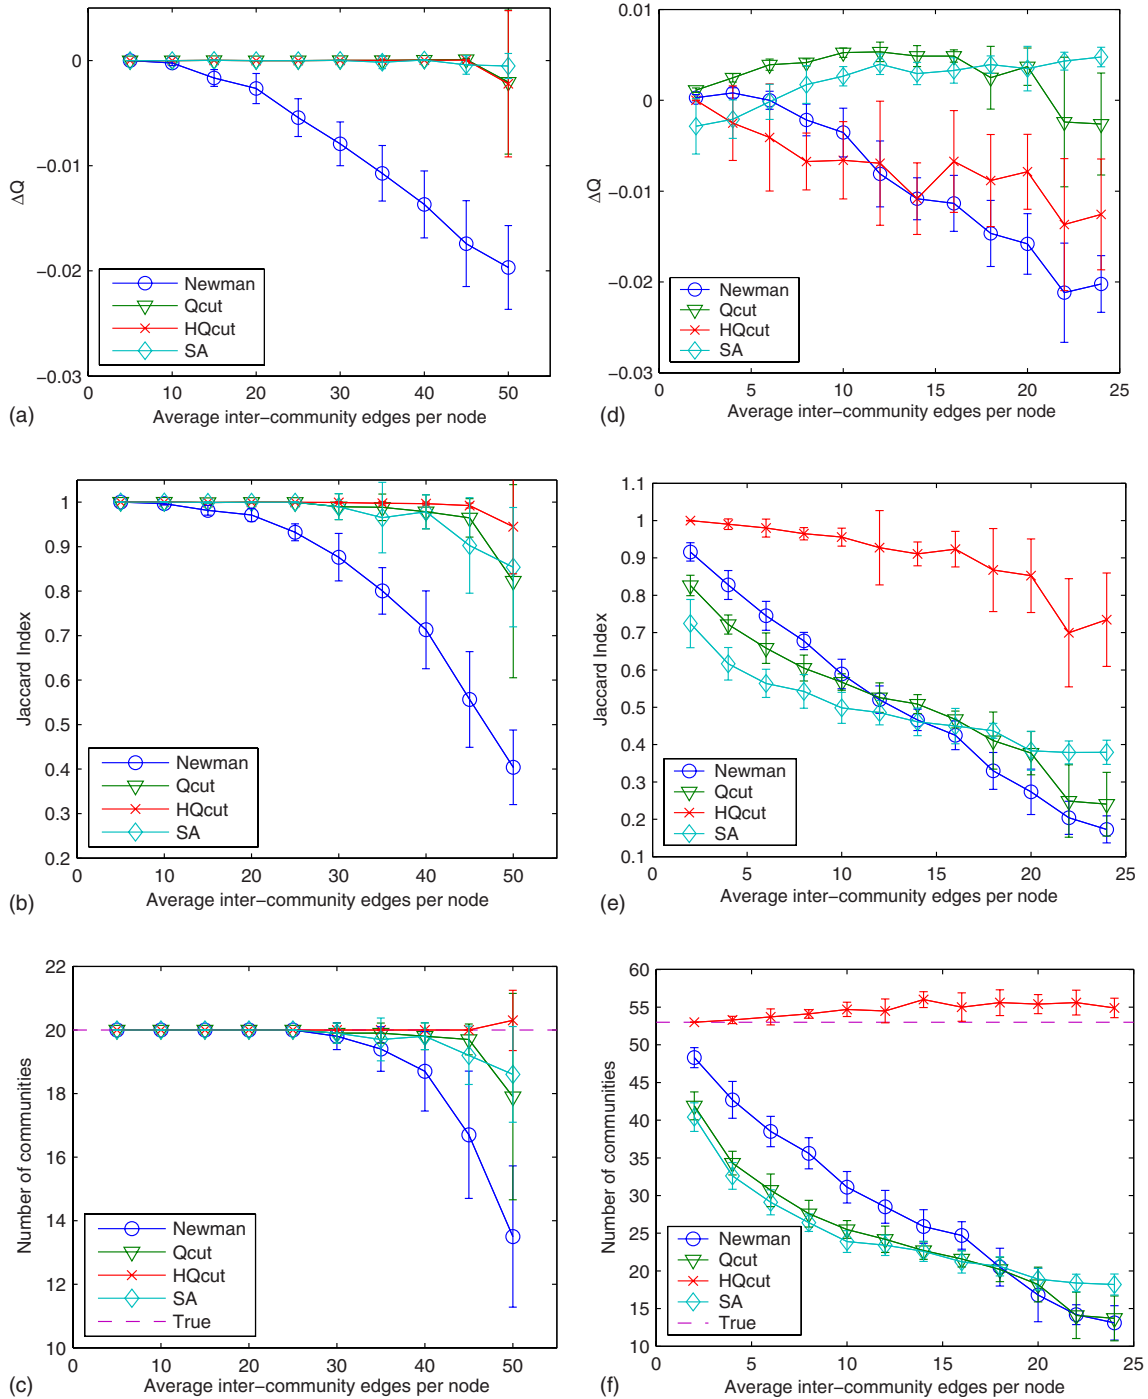 0
−0.01
−0.02
−0.03
ΔQ
Newman
Qcut
HQcut
SA
0 10 20 30 40 50
Average inter−community edges per node
(a)
0.01
0
−0.01
−0.02
−0.03
ΔQ
Newman
Qcut
HQcut
SA
0 5 10 15 20 25
Average inter−community edges per node
(d)
1
0.9
0.8
0.7
0.6
0.5
0.4
0.3
0.2
Jaccard Index
Newman
Qcut
HQcut
SA
0 10 20 30 40 50
Average inter−community edges per node
(b)
1.1
1
0.9
0.8
0.7
0.6
0.5
0.4
0.3
0.2
0.1
Jaccard Index
Newman
Qcut
HQcut
SA
0 5 10 15 20 25
Average inter−community edges per node
(e)
22
20
18
16
14
12
10
Number of communities
Newman
Qcut
HQcut
SA
True
0 10 20 30 40 50
Average inter−community edges per node
(c)
60
55
50
45
40
35
30
25
20
15
10
Number of communities
Newman
Qcut
HQcut
SA
True
0 5 10 15 20 25
Average inter−community edges per node
(f)